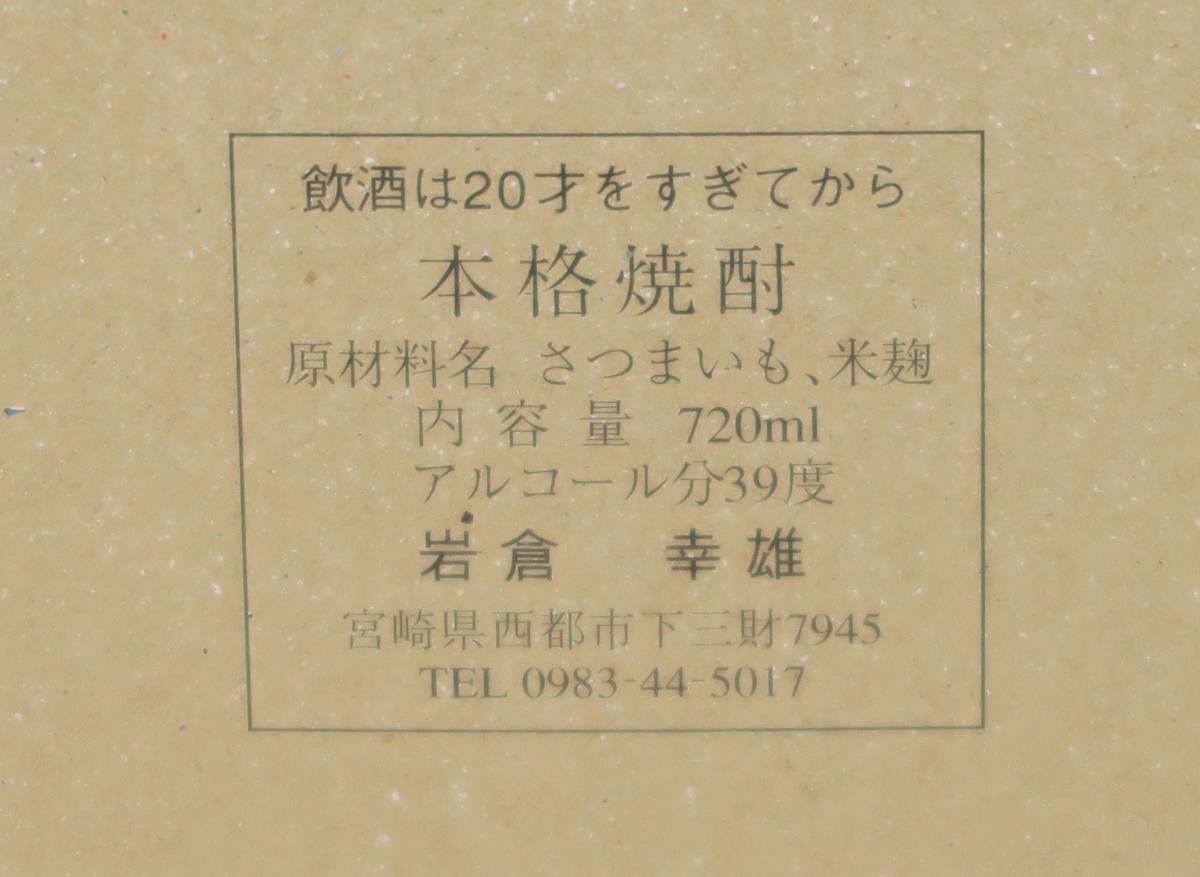 飲酒は20才をすぎてから
本格焼酎
原材料名 さつまいも、米麹
内容量 720ml
アルコール分39度
岩倉 幸雄
宮崎県西都市下三財7945
TEL 0983-44-5017